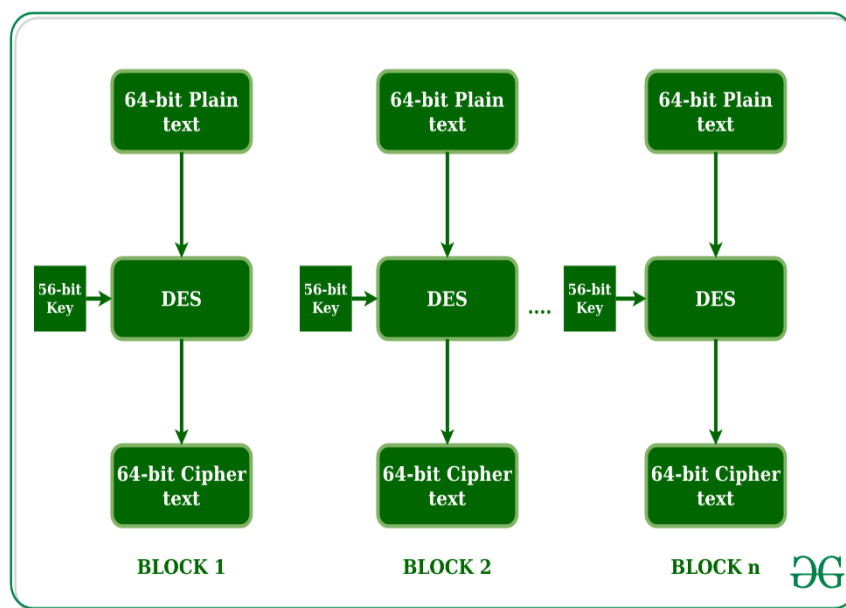 64-bit Plain
text
64-bit Plain
text
64-bit Plain
text
56-bit
Key
DES
56-bit
Key
DES
....
56-bit
Key
DES
64-bit Cipher
text
64-bit Cipher
text
64-bit Cipher
text
BLOCK 1
BLOCK 2
BLOCK n